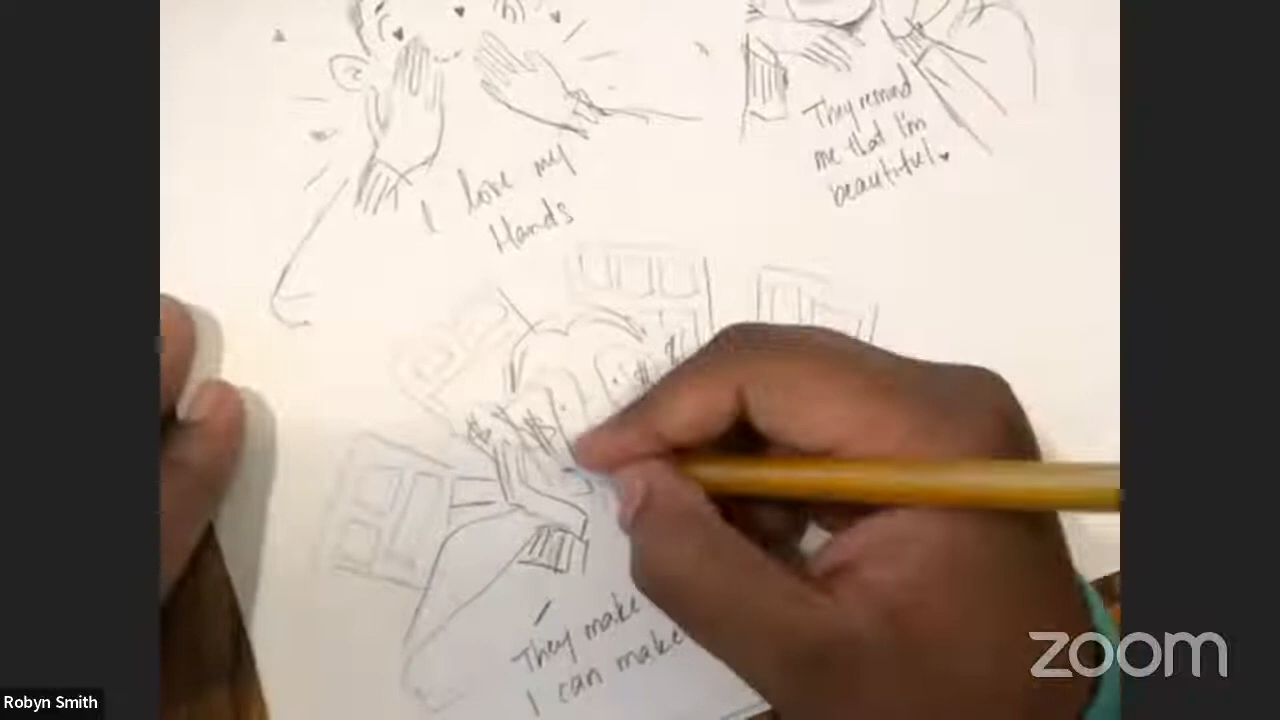 I love my
Hands
They remind
me that I'm
beautiful
They make
I can make
zoom
Robyn Smith